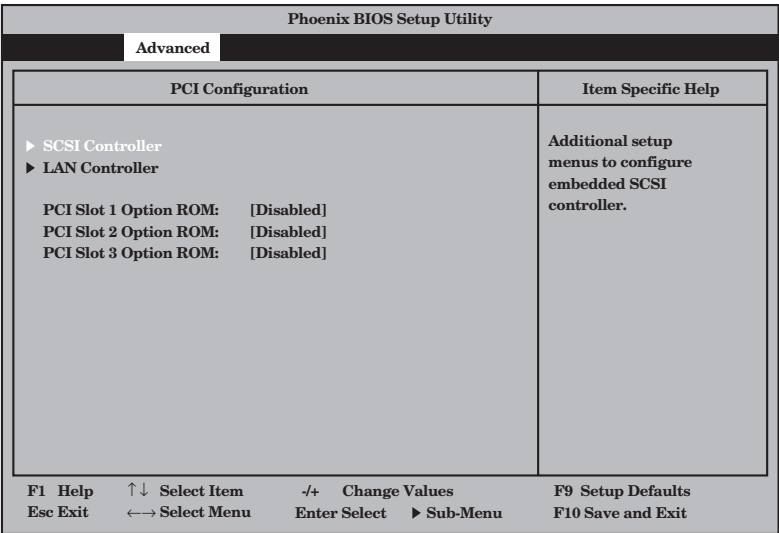 Phoenix BIOS Setup Utility
Advanced
PCI Configuration
Item Specific Help
▶ SCSI Controller
▶ LAN Controller
PCI Slot 1 Option ROM: [Disabled]
PCI Slot 2 Option ROM: [Disabled]
PCI Slot 3 Option ROM: [Disabled]
Additional setup
menus to configure
embedded SCSI
controller.
F1 Help ↑↓ Select Item -/+ Change Values F9 Setup Defaults
Esc Exit ←→ Select Menu Enter Select ▶ Sub-Menu F10 Save and Exit